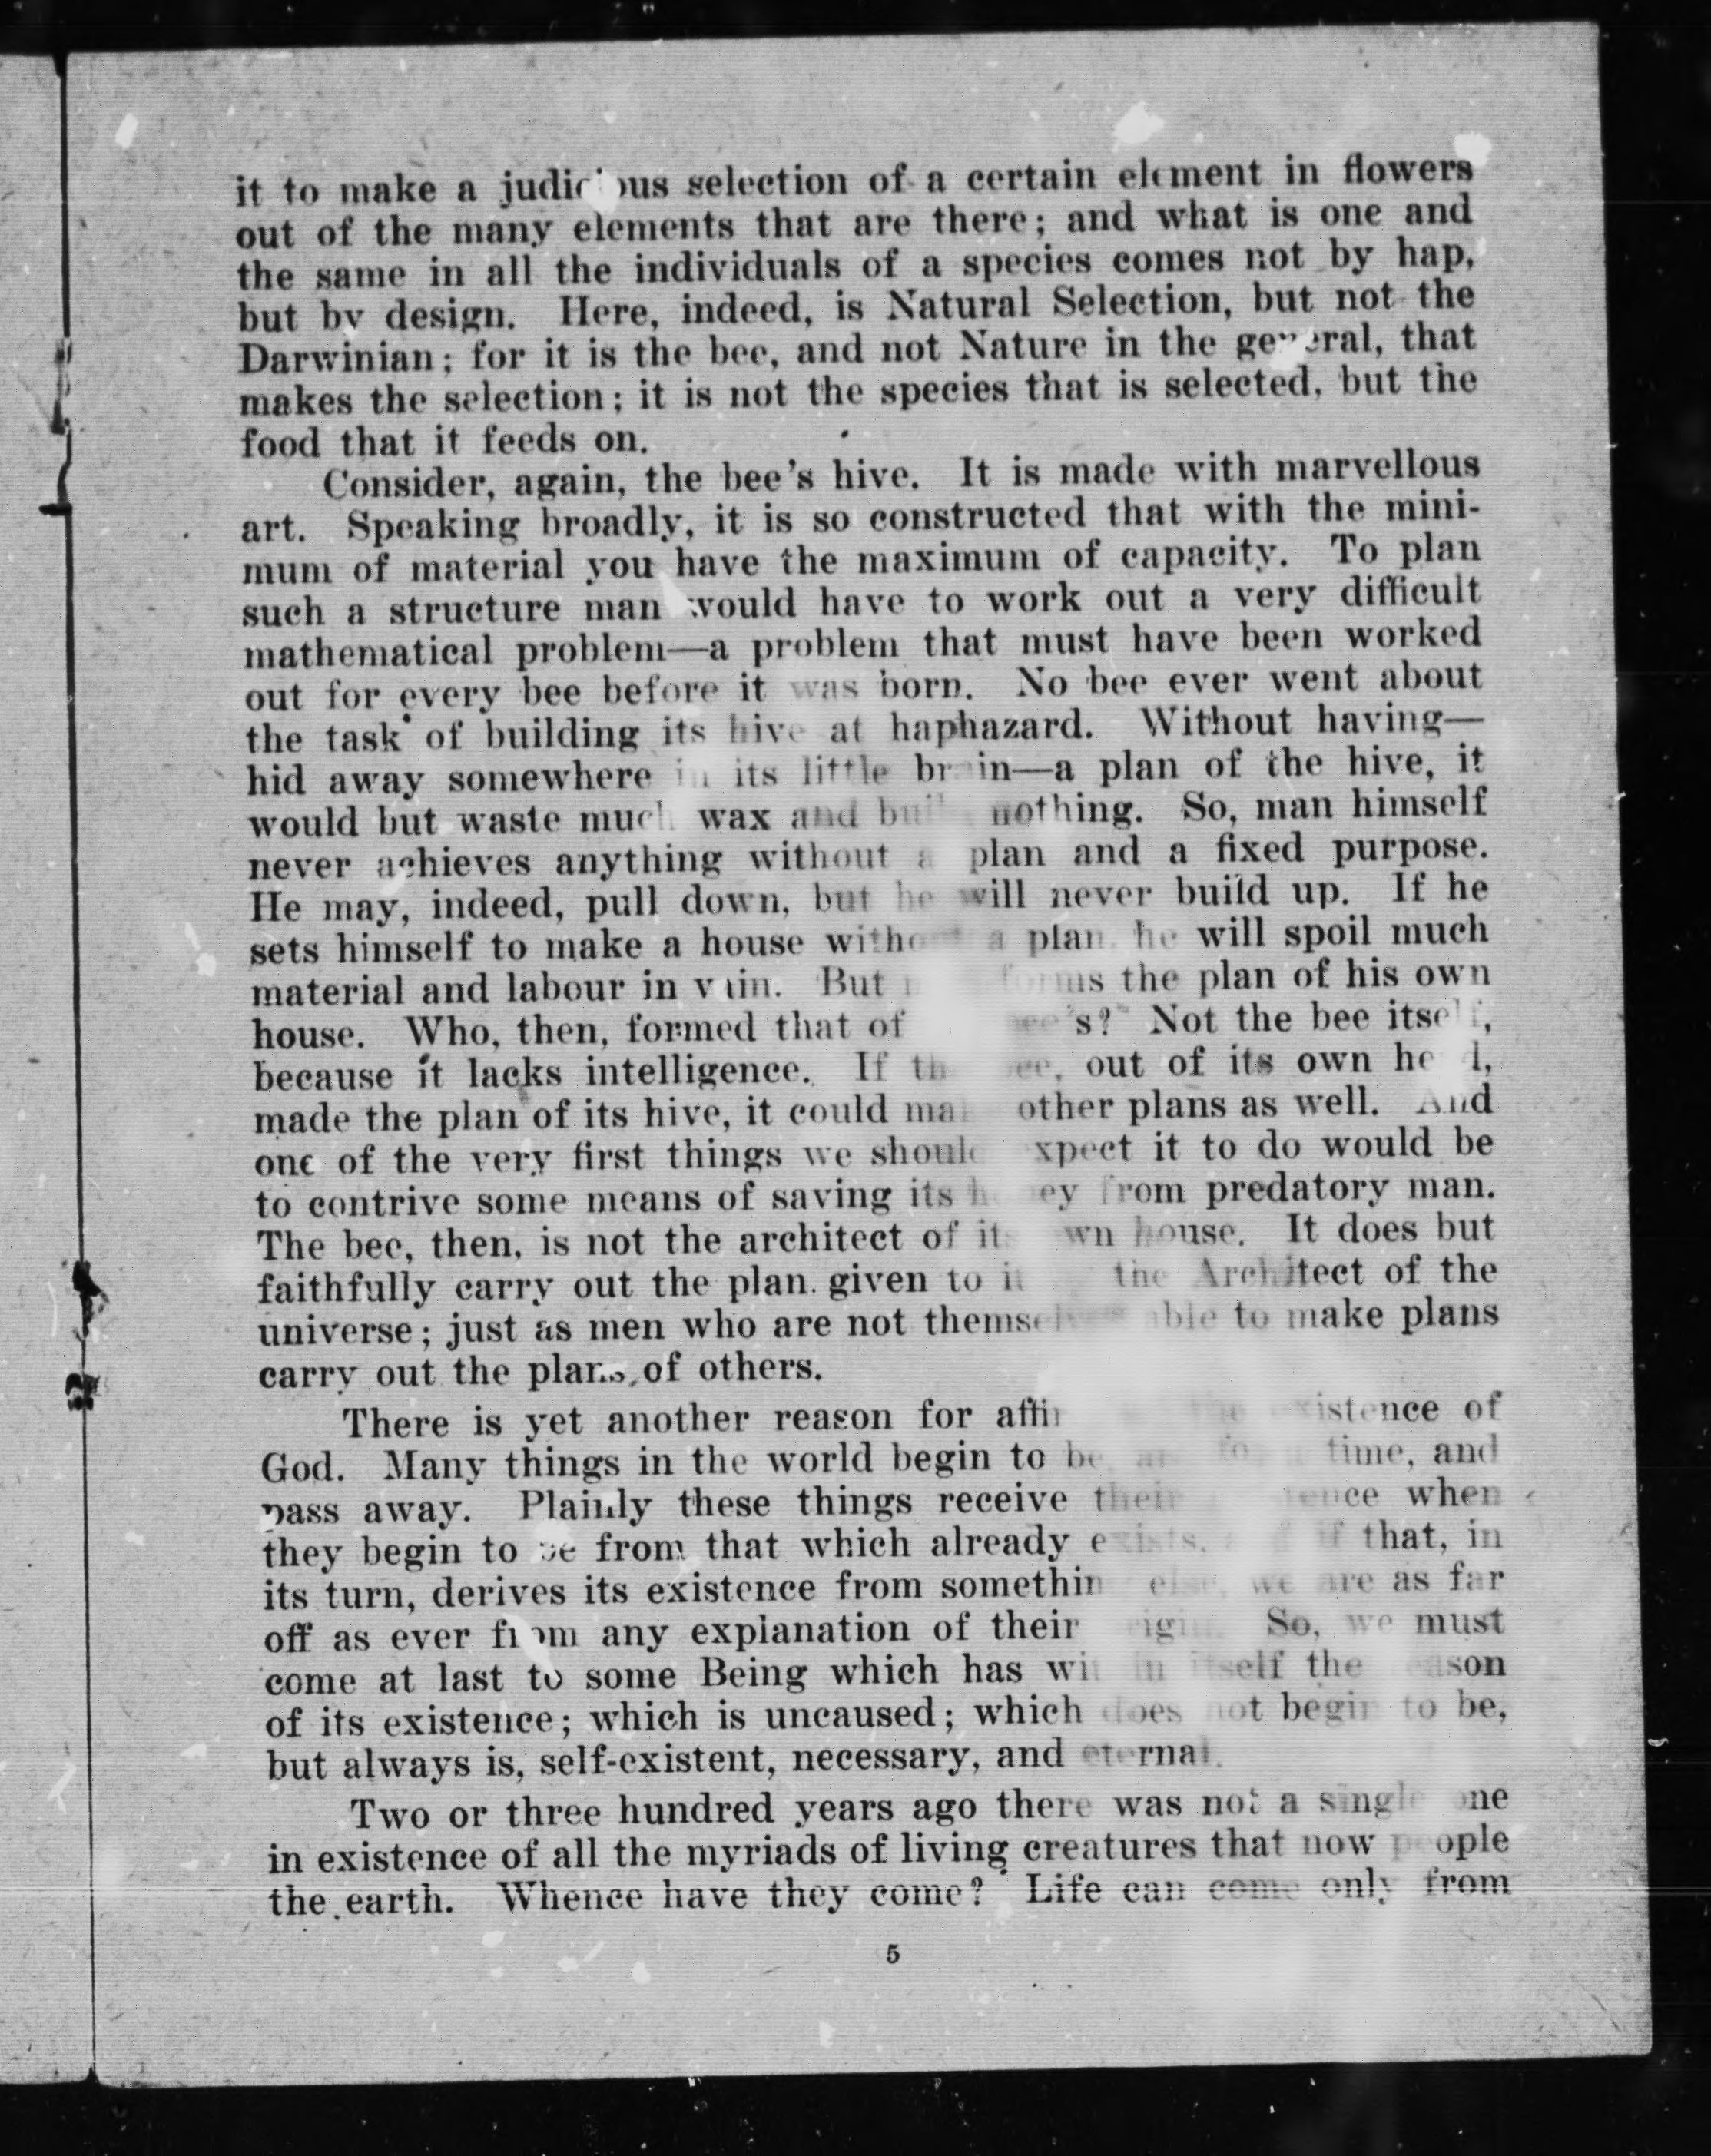 it to make a judicious selection of a certain element in flowers
out of the many elements that are there; and what is one and
the same in all the individuals of a species comes not by hap,
but by design. Here, indeed, is Natural Selection, but not the
Darwinian; for it is the bee, and not Nature in the general, that
makes the selection; it is not the species that is selected, but the
food that it feeds on.
Consider, again, the bee's hive. It is made with marvellous
art. Speaking broadly, it is so constructed that with the mini-
mum of material you have the maximum of capacity. To plan
such a structure man would have to work out a very difficult
mathematical problem—a problem that must have been worked
out for every bee before it was born. No bee ever went about
the task of building its hive at haphazard. Without having—
hid away somewhere in its little brain—a plan of the hive, it
would but waste much wax and build nothing. So, man himself
never achieves anything without a plan and a fixed purpose.
He may, indeed, pull down, but he will never build up. If he
sets himself to make a house without a plan, he will spoil much
material and labour in vain. But forms the plan of his own
house. Who, then, formed that of bee's? Not the bee itself,
because it lacks intelligence. If the bee, out of its own head,
made the plan of its hive, it could make other plans as well. And
one of the very first things we should expect it to do would be
to contrive some means of saving its honey from predatory man.
The bee, then, is not the architect of its own house. It does but
faithfully carry out the plan given to it the Architect of the
universe; just as men who are not themselves able to make plans
carry out the plans of others.
There is yet another reason for the existence of
God. Many things in the world begin to be, time, and
pass away. Plainly these things receive their existence when
they begin to be from that which already exists, and if that, in
its turn, derives its existence from something else, we are as far
off as ever from any explanation of their origin. So, we must
come at last to some Being which has within itself the reason
of its existence; which is uncaused; which does not begin to be,
but always is, self-existent, necessary, and eternal.
Two or three hundred years ago there was not a single one
in existence of all the myriads of living creatures that now people
the earth. Whence have they come? Life can come only from
5